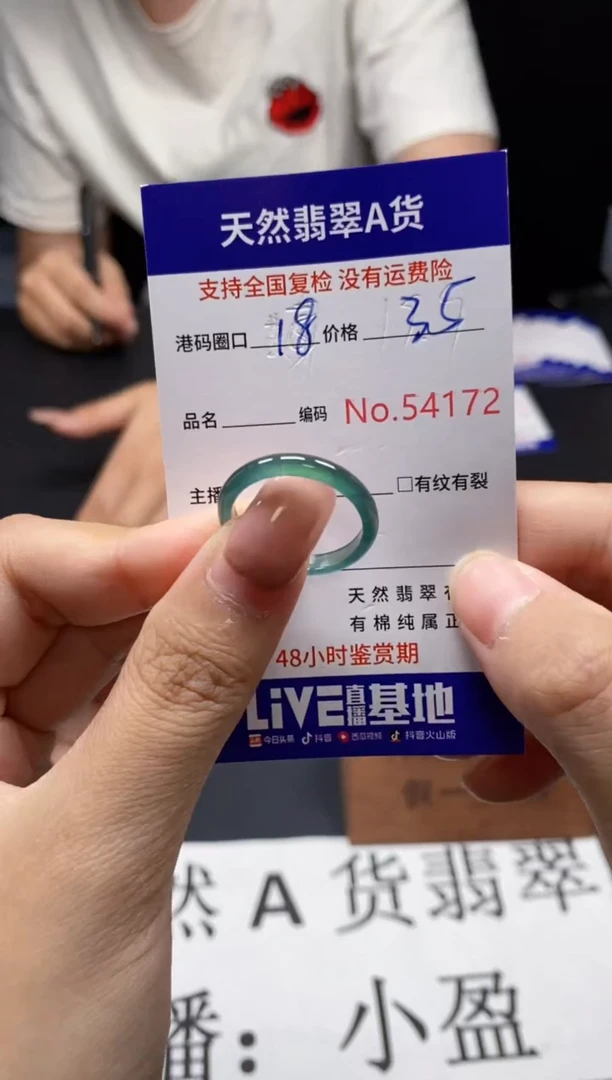 天然翡翠A货
支持全国复检 没有运费险
港码圈口 18 价格 35
品名 编码 No.54172
主播 □有纹有裂
天然翡翠
有棉纯属正
48小时鉴赏期
LiVE直播基地
今日头条 抖音 西瓜视频 抖音火山版
假一
然A货翡翠
播：小盈